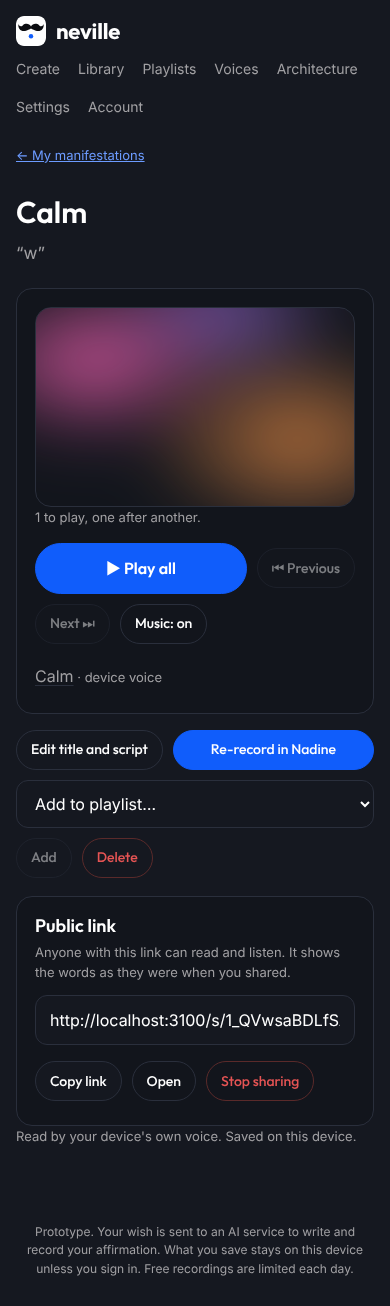 neville
Create Library Playlists Voices Architecture
Settings Account
← My manifestations
Calm
“w”
1 to play, one after another.
▶ Play all
⏮ Previous
Next ⏭
Music: on
Calm · device voice
Edit title and script
Re-record in Nadine
Add to playlist...
Add
Delete
Public link
Anyone with this link can read and listen. It shows
the words as they were when you shared.
http://localhost:3100/s/1_QVwsaBDLfS
Copy link
Open
Stop sharing
Read by your device's own voice. Saved on this device.
Prototype. Your wish is sent to an AI service to write and
record your affirmation. What you save stays on this device
unless you sign in. Free recordings are limited each day.